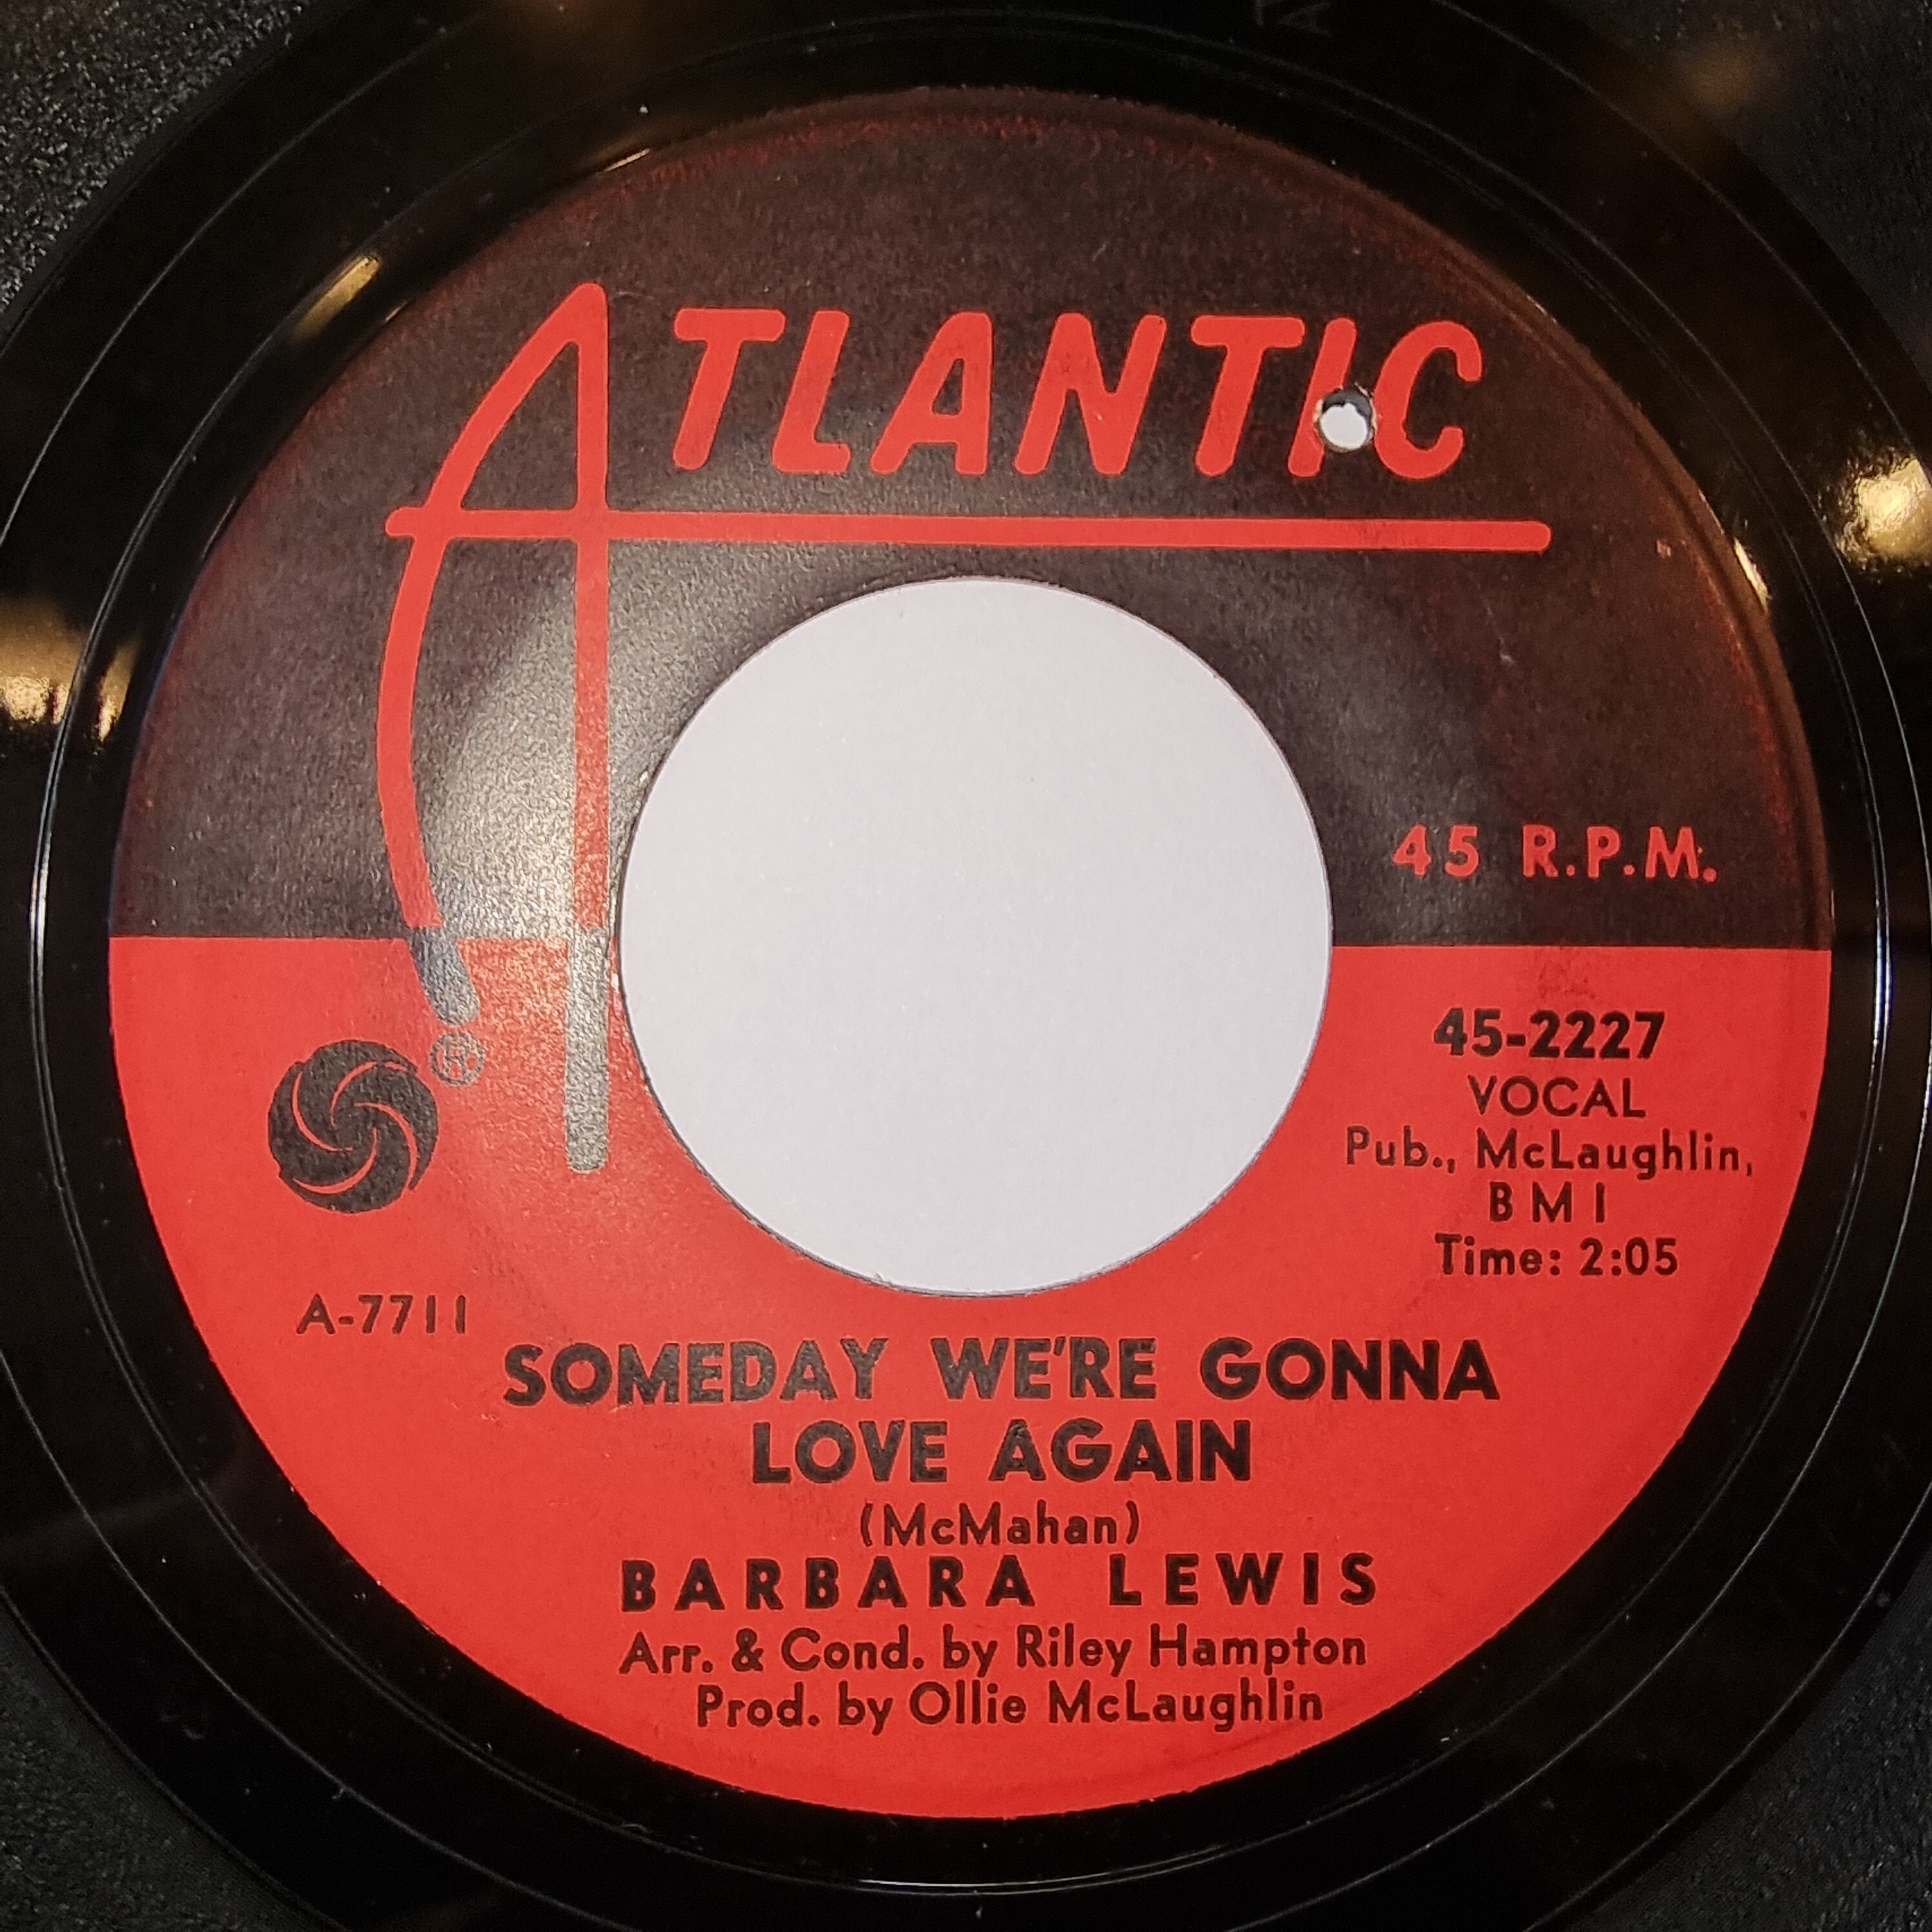 ATLANTIC
45 R.P.M.
45-2227
VOCAL
Pub., McLaughlin,
BMI
Time: 2:05
®
A-7711
SOMEDAY WE'RE GONNA
LOVE AGAIN
(McMahan)
BARBARA LEWIS
Arr. & Cond. by Riley Hampton
Prod. by Ollie McLaughlin